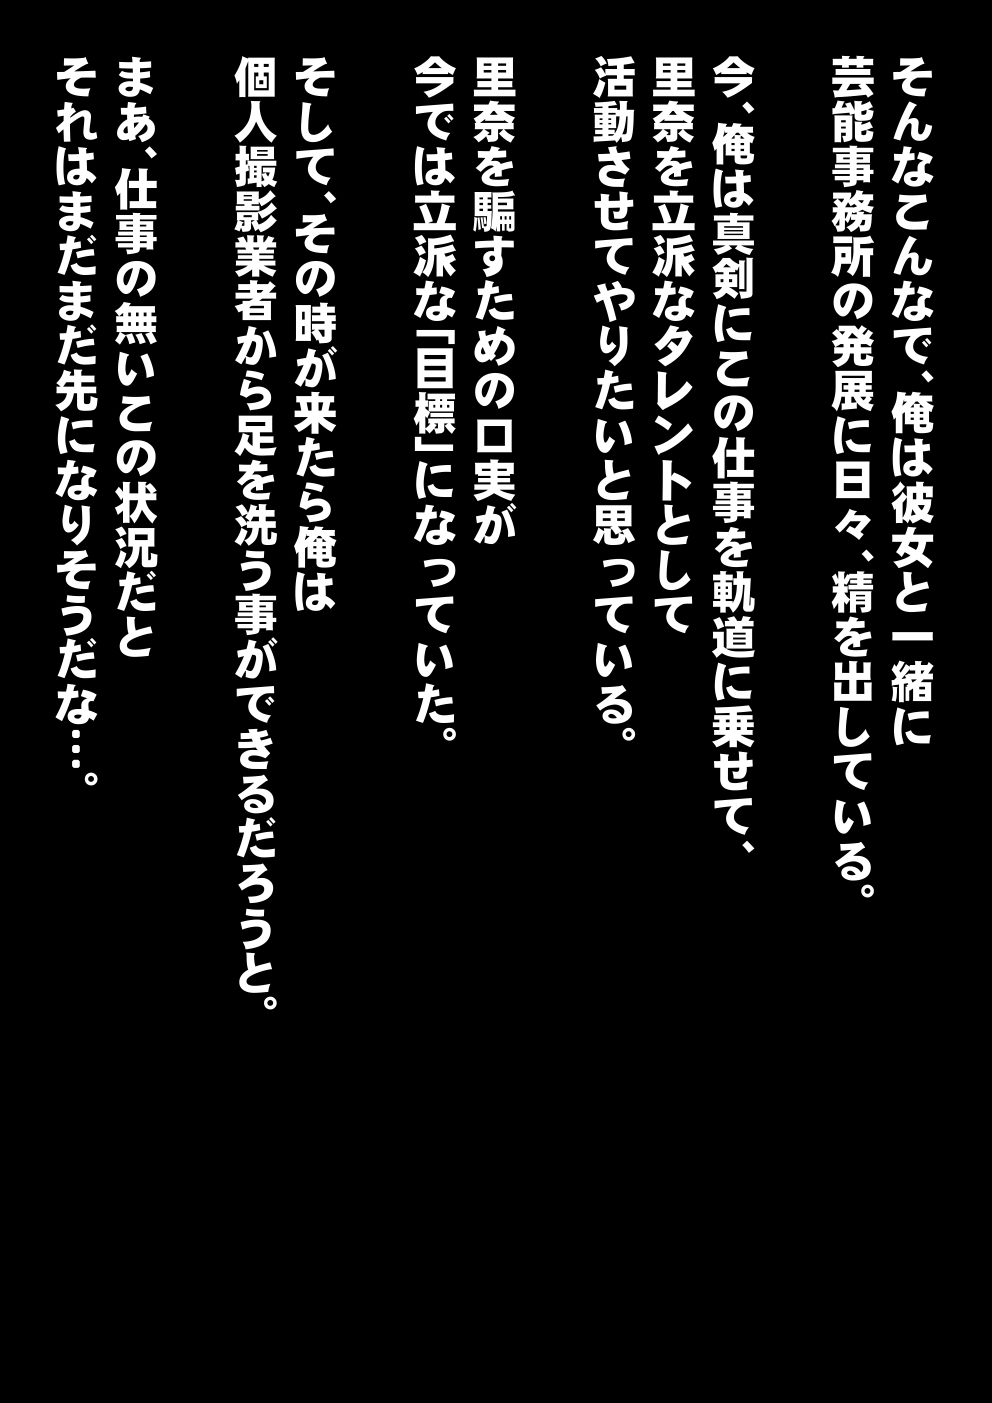 そんなこんなで、俺は彼女と一緒に
芸能事務所の発展に日々、精を出している。
今、俺は真剣にこの仕事を軌道に乗せて、
里奈を立派なタレントとして
活動させてやりたいと思っている。
里奈を騙すための口実が
今では立派な「目標」になっていた。
そして、その時が来たら俺は
個人撮影業者から足を洗う事ができるだろうと。
まあ、仕事の無いこの状況だと
それはまだまだ先になりそうだな…。